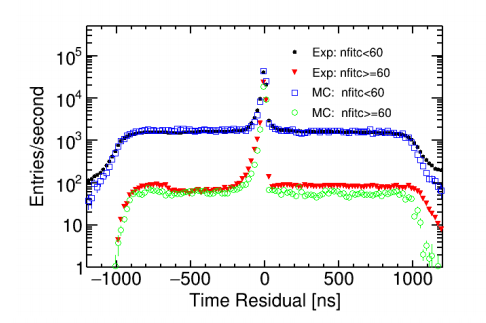 Exp: nfitc<60
Exp: nfitc>=60
MC: nfitc<60
MC: nfitc>=60
Entries/second
10^5
10^4
10^3
10^2
10
1
−1000 −500 0 500 1000
Time Residual [ns]